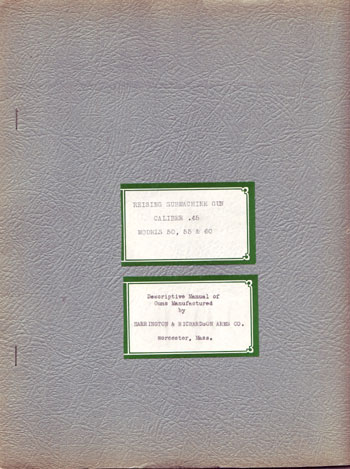 REISING SUBMACHINE GUN
CALIBER .45
MODELS 50, 55 & 60
Descriptive Manual of
Guns Manufactured
by
HARRINGTON & RICHARDSON ARMS CO.
Worcester, Mass.